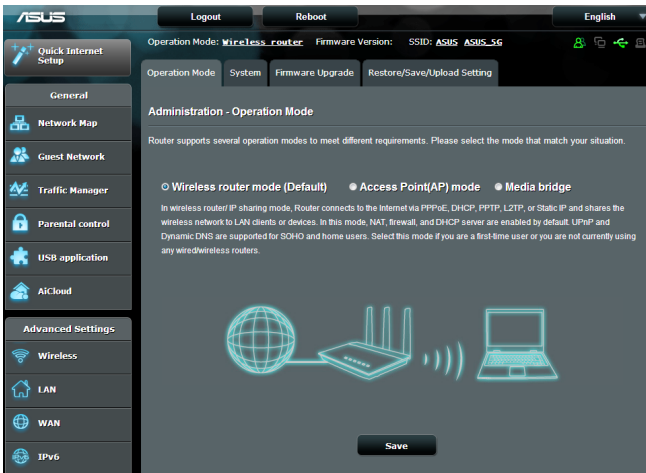 ASUS
Logout
Reboot
English
Quick Internet
Setup
Operation Mode: Wireless router Firmware Version: SSID: ASUS ASUS_5G
Operation Mode
System
Firmware Upgrade
Restore/Save/Upload Setting
General
Network Map
Guest Network
Traffic Manager
Parental control
USB application
AiCloud
Advanced Settings
Wireless
LAN
WAN
IPv6
Administration - Operation Mode
Router supports several operation modes to meet different requirements. Please select the mode that match your situation.
Wireless router mode (Default)
Access Point(AP) mode
Media bridge
In wireless router/ IP sharing mode, Router connects to the Internet via PPPoE, DHCP, PPTP, L2TP, or Static IP and shares the
wireless network to LAN clients or devices. In this mode, NAT, firewall, and DHCP server are enabled by default. UPnP and
Dynamic DNS are supported for SOHO and home users. Select this mode if you are a first-time user or you are not currently using
any wired/wireless routers.
Save